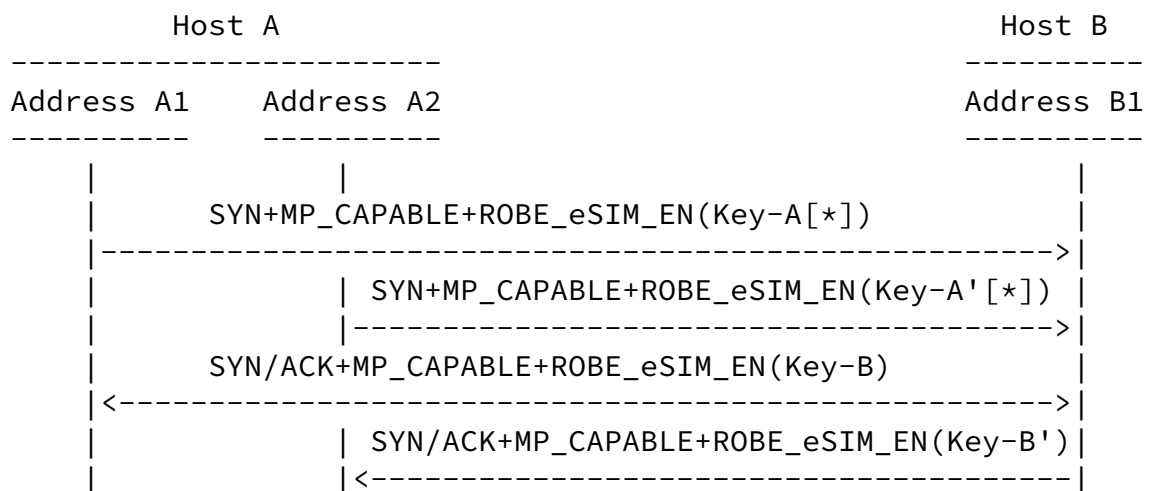 Host A                                        Host B
------------------------                             ----------
Address A1    Address A2                             Address B1
----------    ----------                             ----------
    |             |                                        |
    |      SYN+MP_CAPABLE+ROBE_eSIM_EN(Key-A[*])           |
    |----------------------------------------------------->|
    |             | SYN+MP_CAPABLE+ROBE_eSIM_EN(Key-A'[*]) |
    |             |--------------------------------------->|
    |      SYN/ACK+MP_CAPABLE+ROBE_eSIM_EN(Key-B)          |
    |<---------------------------------------------------->|
    |             | SYN/ACK+MP_CAPABLE+ROBE_eSIM_EN(Key-B')|
    |             |<---------------------------------------|